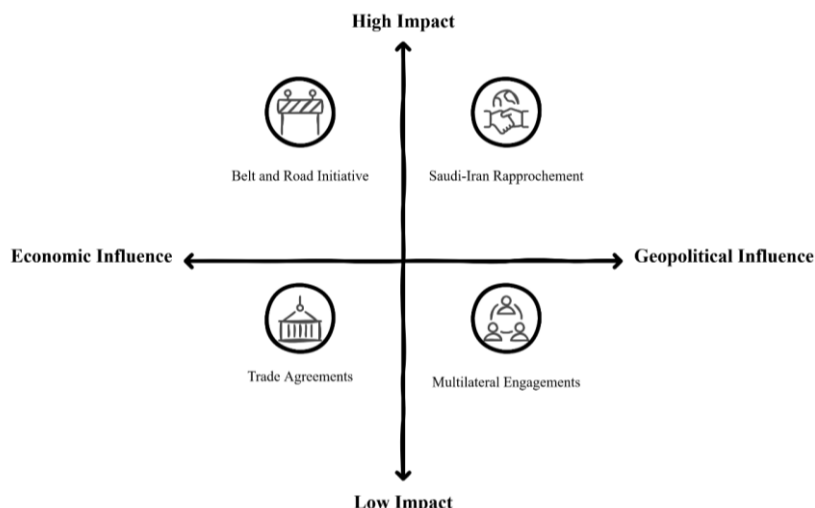 High Impact
Belt and Road Initiative
Saudi-Iran Rapprochement
Economic Influence
Geopolitical Influence
Trade Agreements
Multilateral Engagements
Low Impact